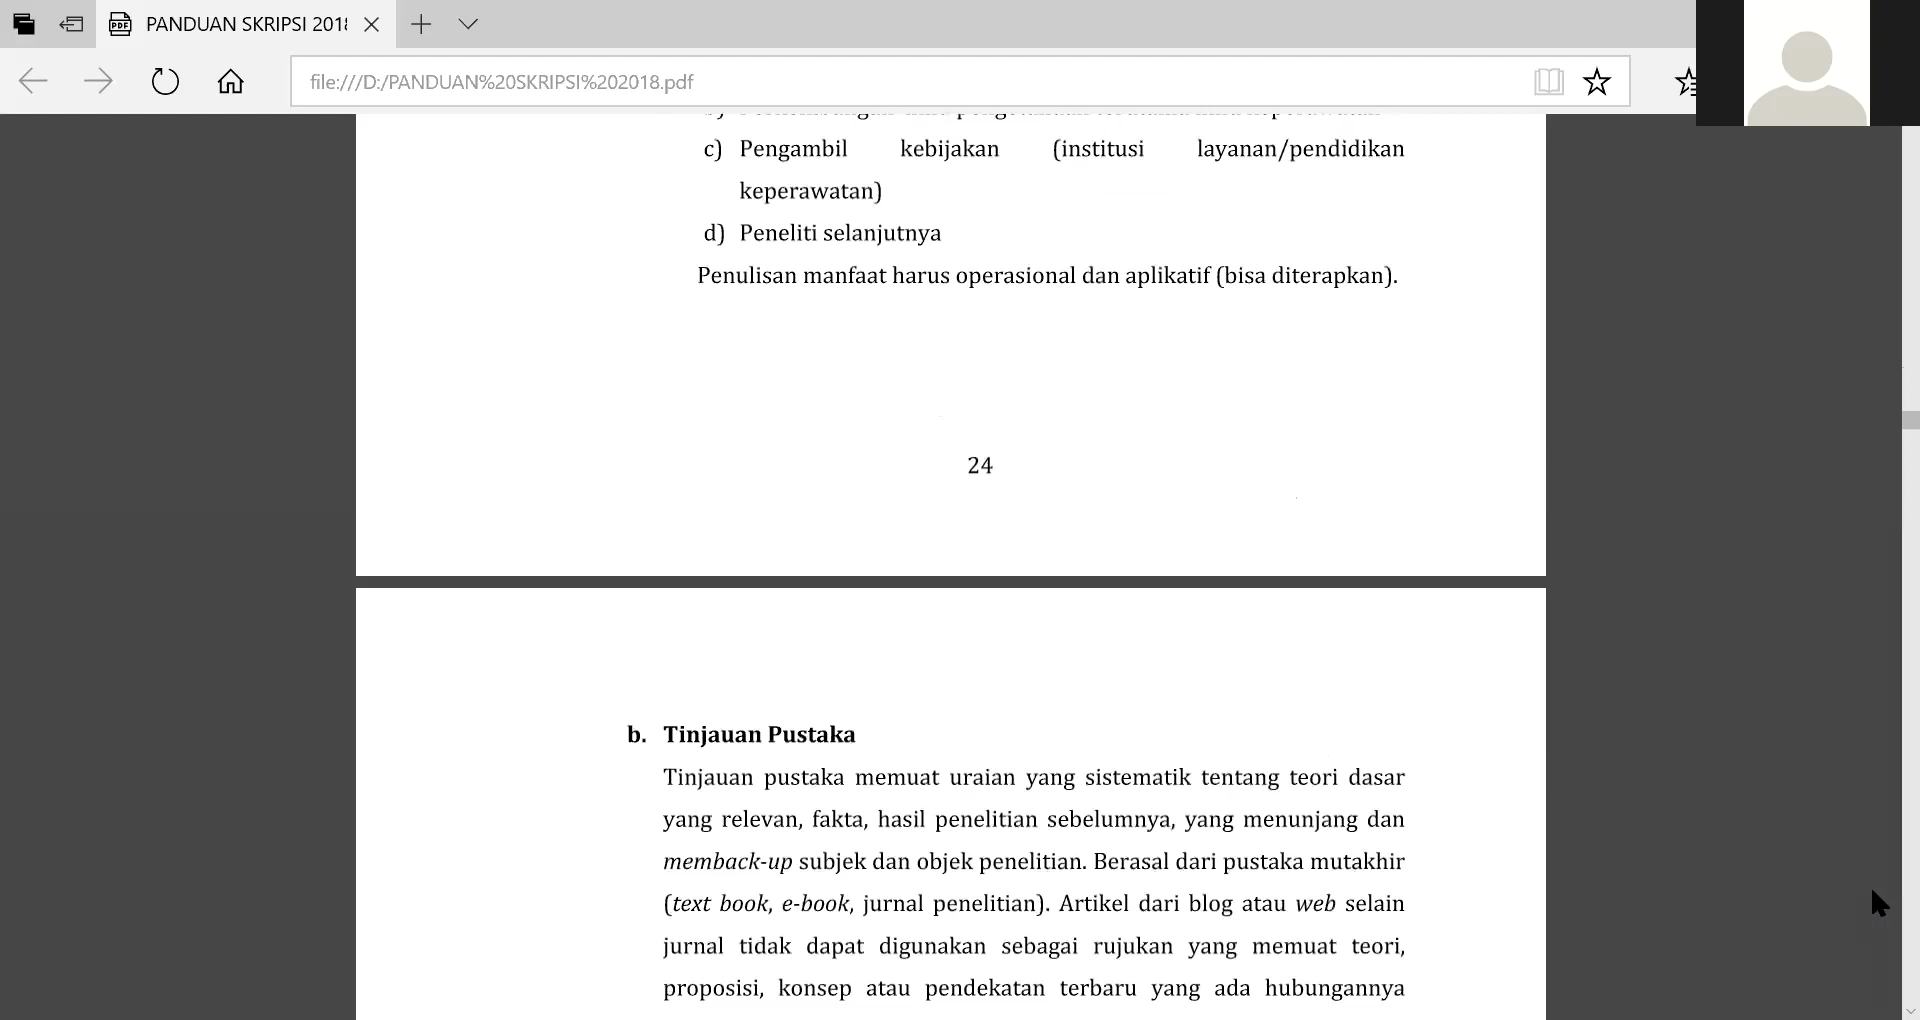 PANDUAN SKRIPSI 201
file:///D:/PANDUAN%20SKRIPSI%202018.pdf
c) Pengambil kebijakan (institusi layanan/pendidikan
keperawatan)
d) Peneliti selanjutnya
Penulisan manfaat harus operasional dan aplikatif (bisa diterapkan).
24
b. Tinjauan Pustaka
Tinjauan pustaka memuat uraian yang sistematik tentang teori dasar
yang relevan, fakta, hasil penelitian sebelumnya, yang menunjang dan
memback-up subjek dan objek penelitian. Berasal dari pustaka mutakhir
(text book, e-book, jurnal penelitian). Artikel dari blog atau web selain
jurnal tidak dapat digunakan sebagai rujukan yang memuat teori,
proposisi, konsep atau pendekatan terbaru yang ada hubungannya